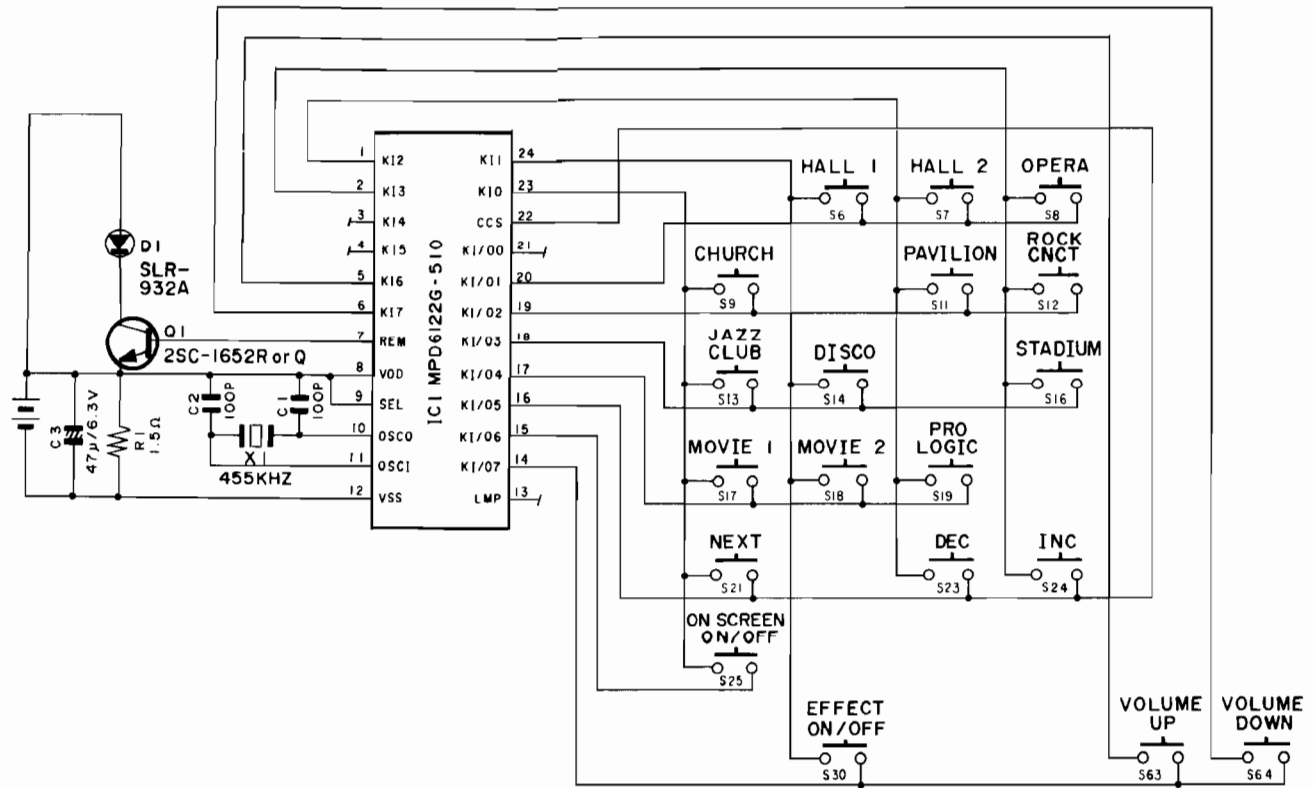 D1
SLR-
932A
Q1
2SC-1652R or Q
C3
47μ/6.3V
R1
1.5Ω
C2
100P
C1
100P
X1
455KHZ
IC1 MPD6122G-510
1 KI2
2 KI3
3 KI4
4 KI5
5 KI6
6 KI7
7 REM
8 VOD
9 SEL
10 OSCO
11 OSCI
12 VSS
KI1 24
KIO 23
CCS 22
KI/00 21
KI/01 20
KI/02 19
KI/03 18
KI/04 17
KI/05 16
KI/06 15
KI/07 14
LMP 13
HALL 1
S6
HALL 2
S7
OPERA
S8
CHURCH
S9
PAVILION
S11
ROCK
CNCT
S12
JAZZ
CLUB
S13
DISCO
S14
STADIUM
S16
MOVIE 1
S17
MOVIE 2
S18
PRO
LOGIC
S19
NEXT
S21
DEC
S23
INC
S24
ON SCREEN
ON/OFF
S25
EFFECT
ON/OFF
S30
VOLUME
UP
S63
VOLUME
DOWN
S64